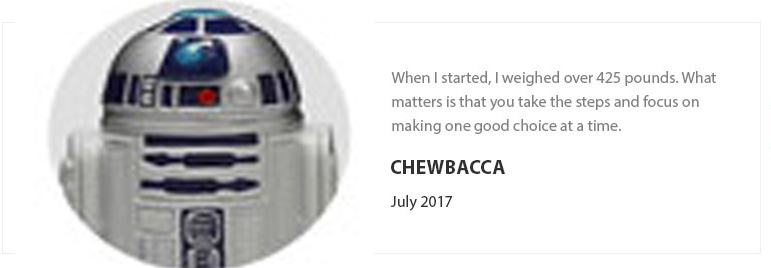 When I started, I weighed over 425 pounds. What
matters is that you take the steps and focus on
making one good choice at a time.
CHEWBACCA
July 2017